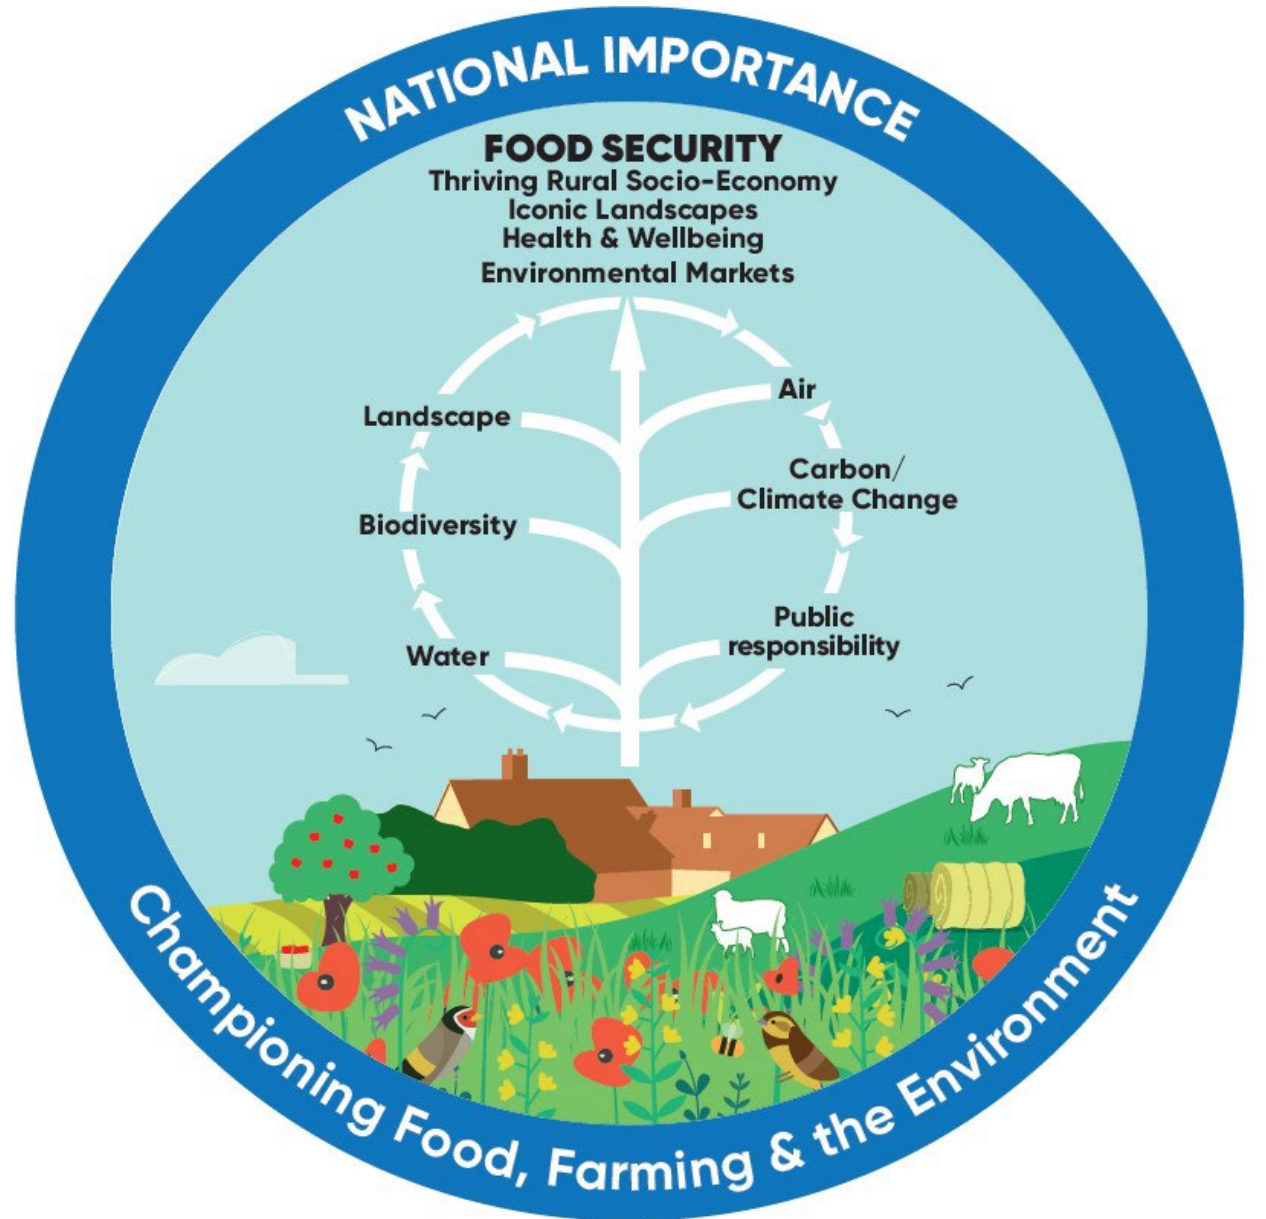 NATIONAL IMPORTANCE
FOOD SECURITY
Thriving Rural Socio-Economy
Iconic Landscapes
Health & Wellbeing
Environmental Markets
Air
Landscape
Carbon/
Climate Change
Biodiversity
Public
responsibility
Water
Championing Food, Farming & the Environment